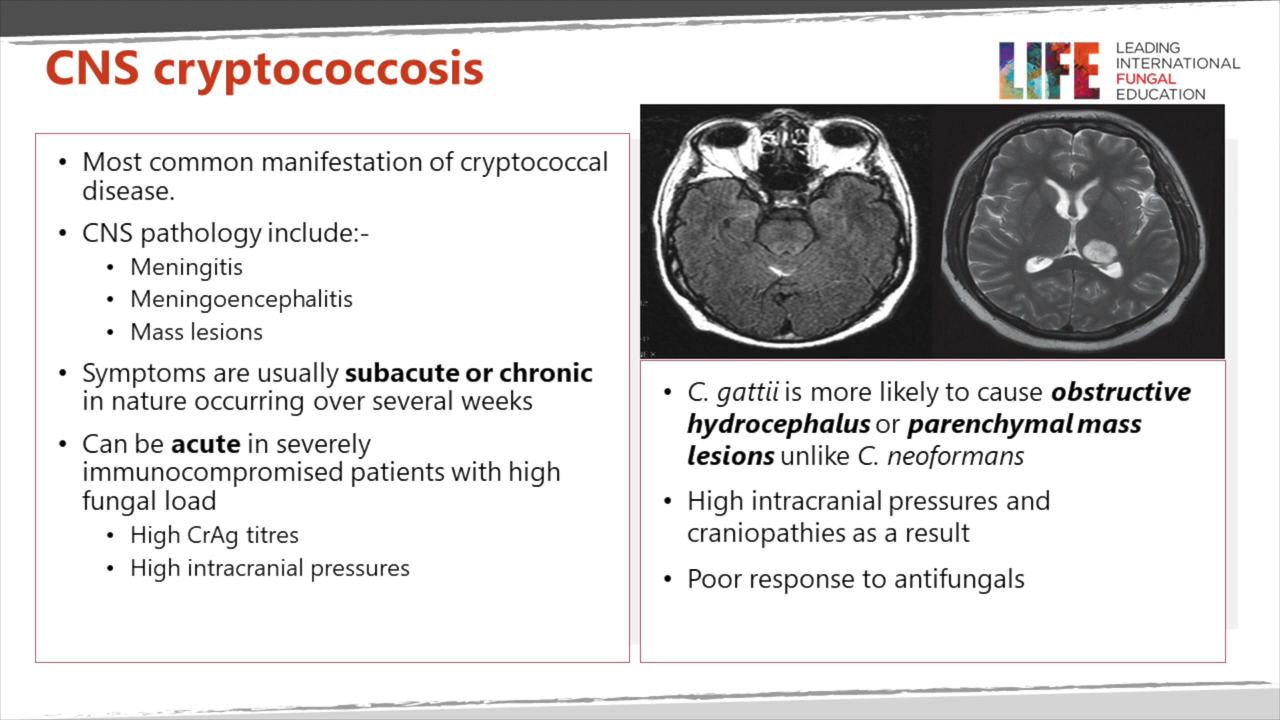 CNS cryptococcosis
LIFE
LEADING
INTERNATIONAL
FUNGAL
EDUCATION
• Most common manifestation of cryptococcal
disease.
• CNS pathology include:-
• Meningitis
• Meningoencephalitis
• Mass lesions
• Symptoms are usually subacute or chronic
in nature occurring over several weeks
• Can be acute in severely
immunocompromised patients with high
fungal load
• High CrAg titres
• High intracranial pressures
• C. gattii is more likely to cause obstructive
hydrocephalus or parenchymal mass
lesions unlike C. neoformans
• High intracranial pressures and
craniopathies as a result
• Poor response to antifungals